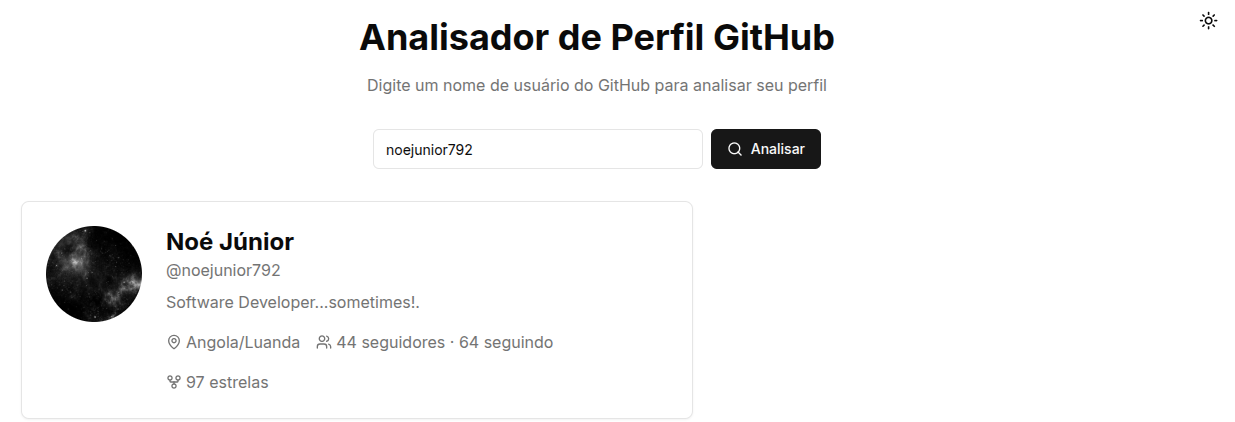 Analisador de Perfil GitHub
Digite um nome de usuário do GitHub para analisar seu perfil
noejunior792
Analisar
Noé Júnior
@noejunior792
Software Developer...sometimes!.
Angola/Luanda 44 seguidores · 64 seguindo
97 estrelas